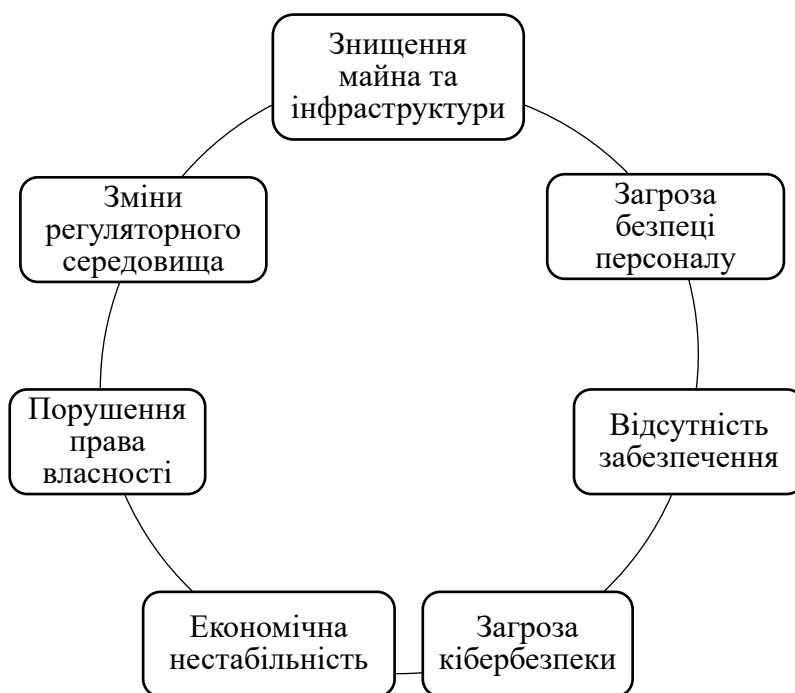 Знищення
майна та
інфраструктури
Загроза
безпеці
персоналу
Відсутність
забезпечення
Загроза
кібербезпеки
Економічна
нестабільність
Порушення
права
власності
Зміни
регуляторного
середовища